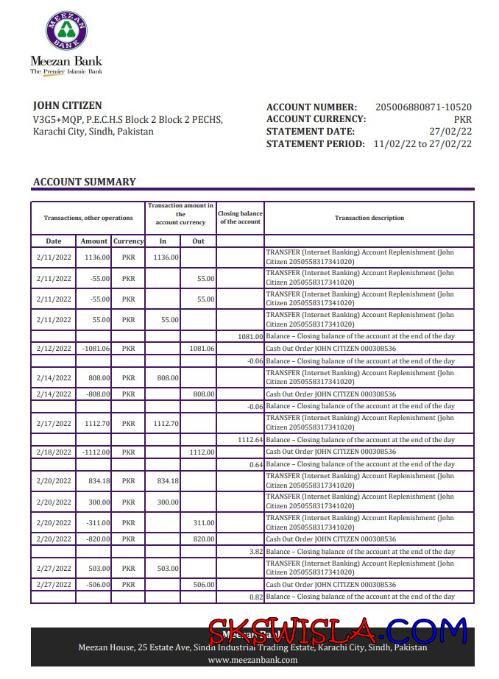 MEEZAN BANK
Meezan Bank
The Premier Islamic Bank
JOHN CITIZEN
V3G5+MQP, P.E.C.H.S Block 2 Block 2 PECHS,
Karachi City, Sindh, Pakistan
ACCOUNT NUMBER: 205006880871-10520
ACCOUNT CURRENCY: PKR
STATEMENT DATE: 27/02/22
STATEMENT PERIOD: 11/02/22 to 27/02/22
ACCOUNT SUMMARY
Transactions, other operations
Transaction amount in
the
account currency
Closing balance
of the account
Transaction description
Date Amount Currency In Out
2/11/2022 1136.00 PKR 1136.00 TRANSFER (Internet Banking) Account Replenishment (John
Citizen 2050558317341020)
2/11/2022 -55.00 PKR 55.00 TRANSFER (Internet Banking) Account Replenishment (John
Citizen 2050558317341020)
2/11/2022 -55.00 PKR 55.00 TRANSFER (Internet Banking) Account Replenishment (John
Citizen 2050558317341020)
2/11/2022 55.00 PKR 55.00 TRANSFER (Internet Banking) Account Replenishment (John
Citizen 2050558317341020)
1081.00 Balance – Closing balance of the account at the end of the day
2/12/2022 -1081.06 PKR 1081.06 Cash Out Order JOHN CITIZEN 000308536
-0.06 Balance – Closing balance of the account at the end of the day
2/14/2022 808.00 PKR 808.00 TRANSFER (Internet Banking) Account Replenishment (John
Citizen 2050558317341020)
2/14/2022 -808.00 PKR 808.00 Cash Out Order JOHN CITIZEN 000308536
-0.06 Balance – Closing balance of the account at the end of the day
2/17/2022 1112.70 PKR 1112.70 TRANSFER (Internet Banking) Account Replenishment (John
Citizen 2050558317341020)
1112.64 Balance – Closing balance of the account at the end of the day
2/18/2022 -1112.00 PKR 1112.00 Cash Out Order JOHN CITIZEN 000308536
0.64 Balance – Closing balance of the account at the end of the day
2/20/2022 834.18 PKR 834.18 TRANSFER (Internet Banking) Account Replenishment (John
Citizen 2050558317341020)
2/20/2022 300.00 PKR 300.00 TRANSFER (Internet Banking) Account Replenishment (John
Citizen 2050558317341020)
2/20/2022 -311.00 PKR 311.00 TRANSFER (Internet Banking) Account Replenishment (John
Citizen 2050558317341020)
2/20/2022 -820.00 PKR 820.00 Cash Out Order JOHN CITIZEN 000308536
3.82 Balance – Closing balance of the account at the end of the day
2/27/2022 503.00 PKR 503.00 TRANSFER (Internet Banking) Account Replenishment (John
Citizen 2050558317341020)
2/27/2022 -506.00 PKR 506.00 Cash Out Order JOHN CITIZEN 000308536
0.82 Balance – Closing balance of the account at the end of the day
SKSWISLA.COM
Meezan Bank
Meezan House, 25 Estate Ave, Sindh Industrial Trading Estate, Karachi City, Sindh, Pakistan
www.meezanbank.com